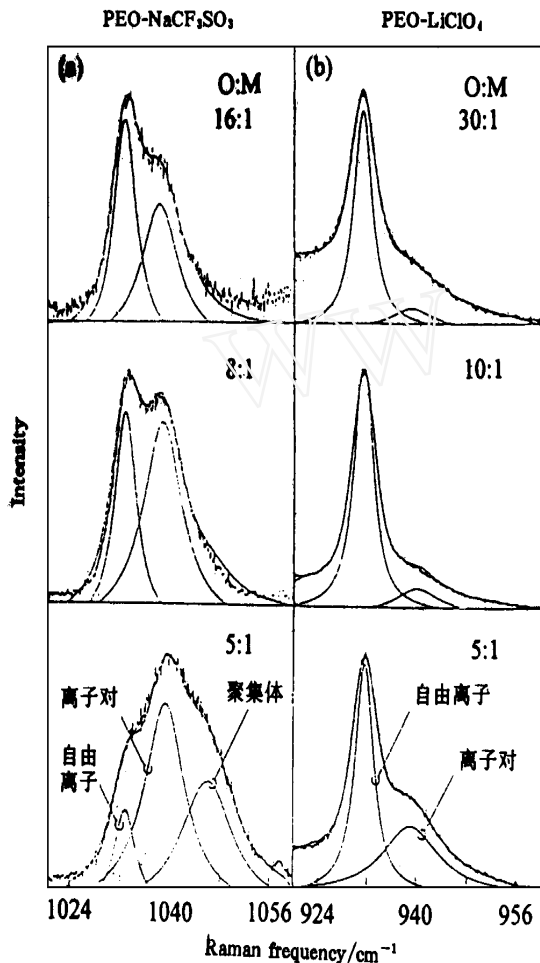 PEO-NaCF₃SO₃
PEO-LiClO₄
(a)
O:M
16:1
(b)
O:M
30:1
WW
8:1
10:1
Intensity
5:1
离子对
聚集体
自由
离子
5:1
自由离子
离子对
1024
1040
1056
924
940
956
Raman frequency/cm⁻¹